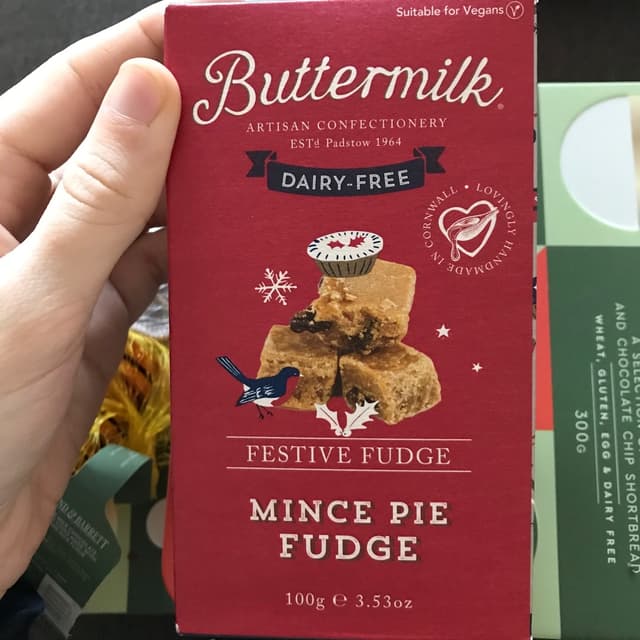 Suitable for Vegans
Buttermilk
ARTISAN CONFECTIONERY
ESTd Padstow 1964
DAIRY-FREE
LOVINGLY HANDMADE IN CORNWALL
FESTIVE FUDGE
MINCE PIE
FUDGE
100g ℮ 3.53oz
AND CHOCOLATE CHIP SHORTBREAD
WHEAT, GLUTEN, EGG & DAIRY FREE
300G
& BARRETT